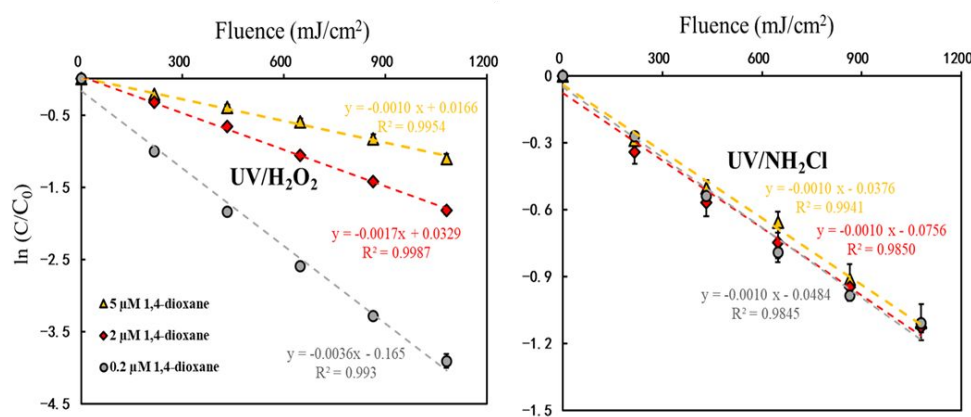 Fluence (mJ/cm²)
0 300 600 900 1200
-0.5
-1.5
-2.5
-3.5
-4.5
ln (C/C₀)
y = -0.0010 x + 0.0166
R² = 0.9954
UV/H₂O₂
y = -0.0017x + 0.0329
R² = 0.9987
5 µM 1,4-dioxane
2 µM 1,4-dioxane
0.2 µM 1,4-dioxane
y = -0.0036x - 0.165
R² = 0.993
Fluence (mJ/cm²)
0 300 600 900 1200
0
-0.3
-0.6
-0.9
-1.2
-1.5
UV/NH₂Cl
y = -0.0010 x - 0.0376
R² = 0.9941
y = -0.0010 x - 0.0756
R² = 0.9850
y = -0.0010 x - 0.0484
R² = 0.9845